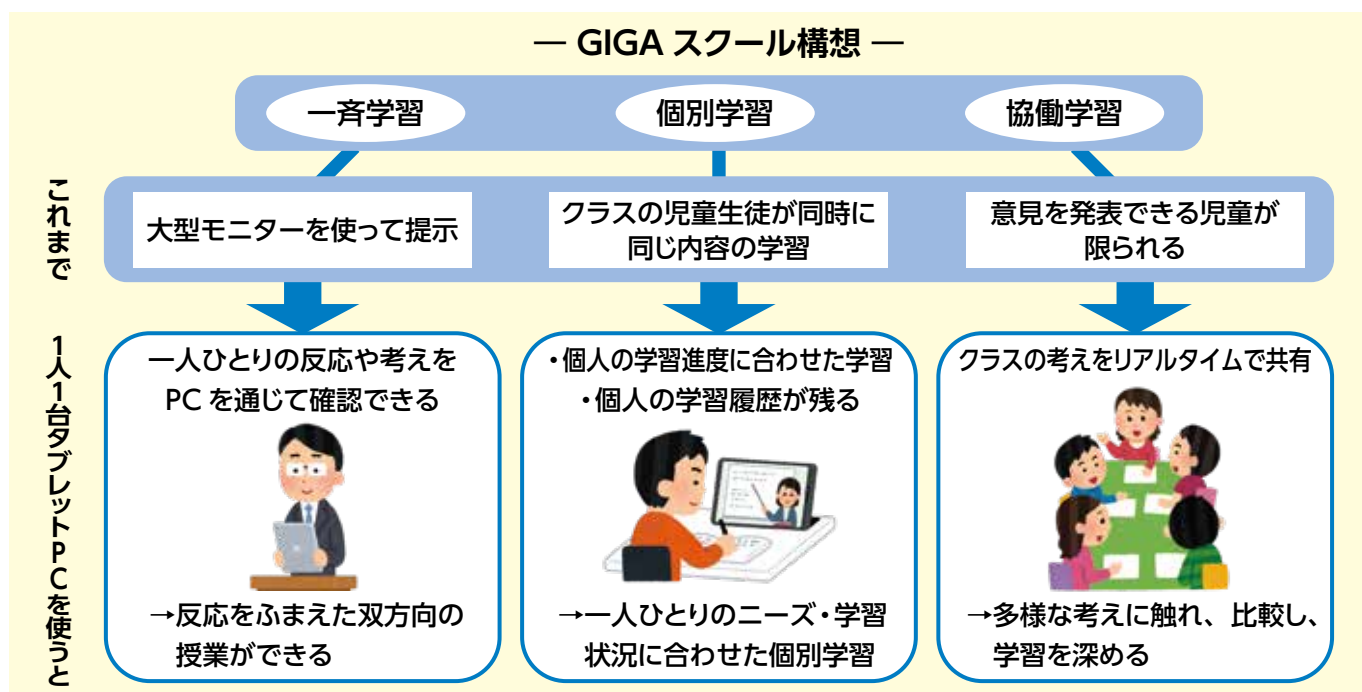 ― GIGA スクール構想 ―
一斉学習
個別学習
協働学習
これまで
大型モニターを使って提示
クラスの児童生徒が同時に
同じ内容の学習
意見を発表できる児童が
限られる
1人1台タブレットPCを使うと
一人ひとりの反応や考えを
PC を通じて確認できる
→反応をふまえた双方向の
授業ができる
・個人の学習進度に合わせた学習
・個人の学習履歴が残る
→一人ひとりのニーズ・学習
状況に合わせた個別学習
クラスの考えをリアルタイムで共有
→多様な考えに触れ、比較し、
学習を深める